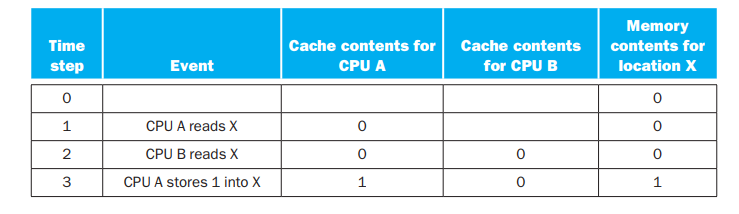 Time step Event Cache contents for CPU A Cache contents for CPU B Memory contents for location X
0 0
1 CPU A reads X 0 0
2 CPU B reads X 0 0 0
3 CPU A stores 1 into X 1 0 1